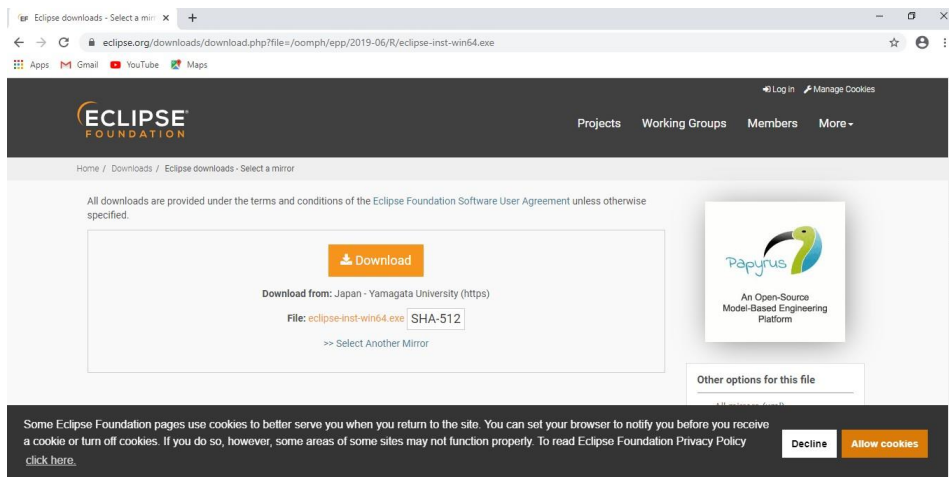 Eclipse downloads - Select a mirr
eclipse.org/downloads/download.php?file=/oomph/epp/2019-06/R/eclipse-inst-win64.exe
Apps Gmail YouTube Maps
Log in Manage Cookies
ECLIPSE
FOUNDATION
Projects Working Groups Members More
Home / Downloads / Eclipse downloads - Select a mirror
All downloads are provided under the terms and conditions of the Eclipse Foundation Software User Agreement unless otherwise
specified.
Download
Download from: Japan - Yamagata University (https)
File: eclipse-inst-win64.exe SHA-512
>> Select Another Mirror
Papyrus
An Open-Source
Model-Based Engineering
Platform
Other options for this file
Some Eclipse Foundation pages use cookies to better serve you when you return to the site. You can set your browser to notify you before you receive
a cookie or turn off cookies. If you do so, however, some areas of some sites may not function properly. To read Eclipse Foundation Privacy Policy
click here.
Decline Allow cookies